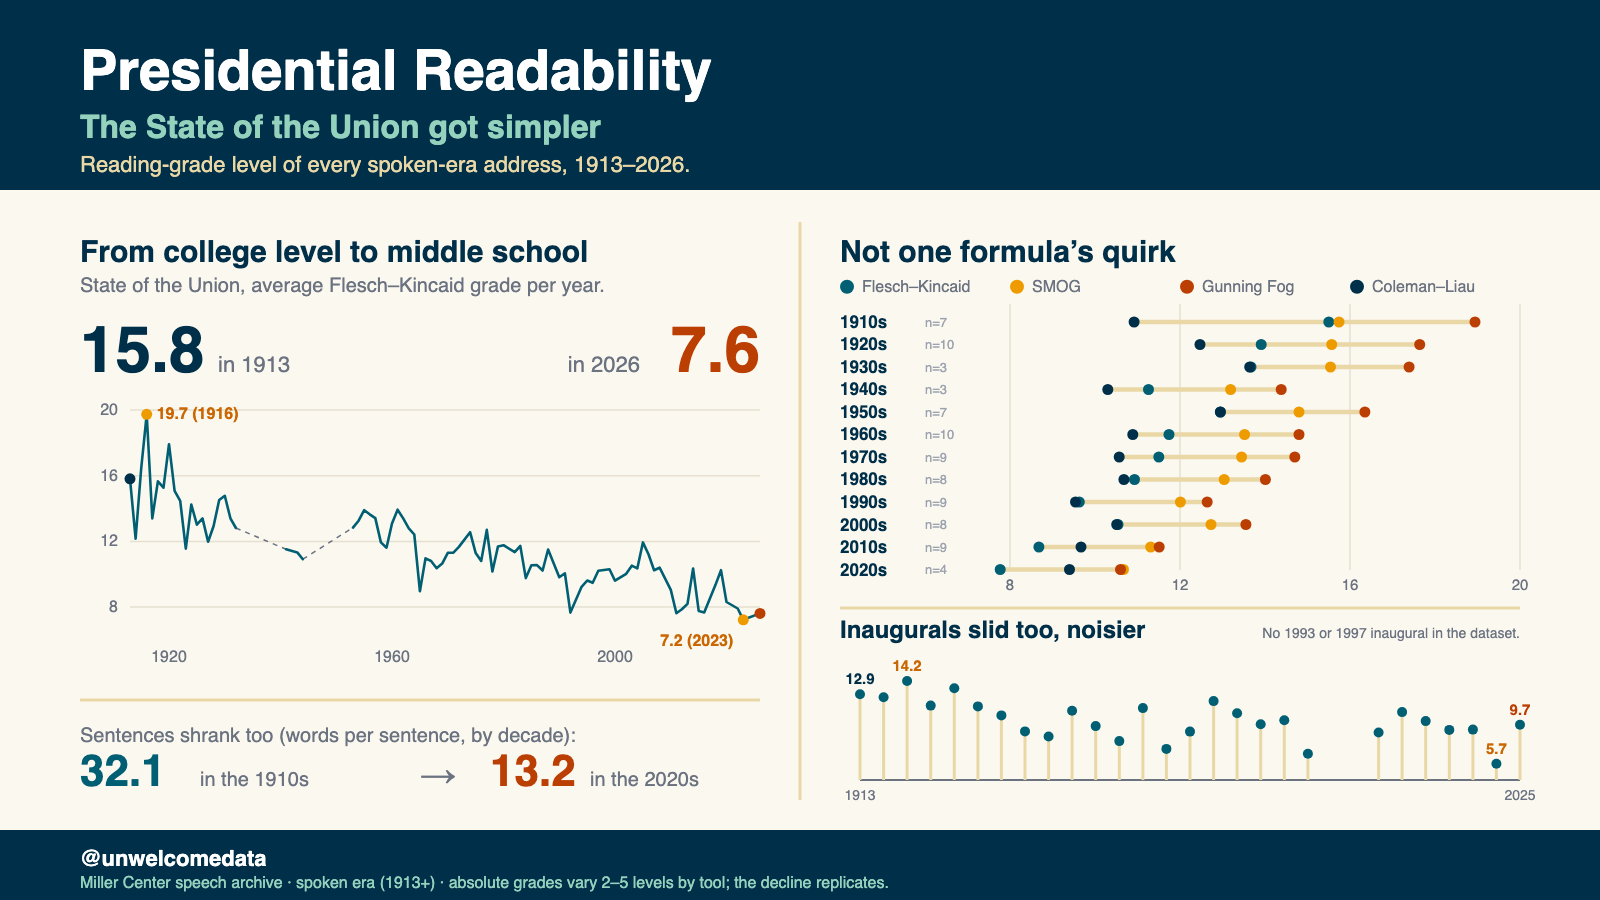 Presidential Readability
The State of the Union got simpler
Reading-grade level of every spoken-era address, 1913–2026.
From college level to middle school
State of the Union, average Flesch–Kincaid grade per year.
15.8 in 1913
in 2026 7.6
20
19.7 (1916)
16
12
8
7.2 (2023)
1920 1960 2000
Sentences shrank too (words per sentence, by decade):
32.1 in the 1910s → 13.2 in the 2020s
Not one formula’s quirk
Flesch–Kincaid SMOG Gunning Fog Coleman–Liau
1910s n=7
1920s n=10
1930s n=3
1940s n=3
1950s n=7
1960s n=10
1970s n=9
1980s n=8
1990s n=9
2000s n=8
2010s n=9
2020s n=4
8 12 16 20
Inaugurals slid too, noisier
No 1993 or 1997 inaugural in the dataset.
12.9 14.2 5.7 9.7
1913 2025
@unwelcomedata
Miller Center speech archive · spoken era (1913+) · absolute grades vary 2–5 levels by tool; the decline replicates.